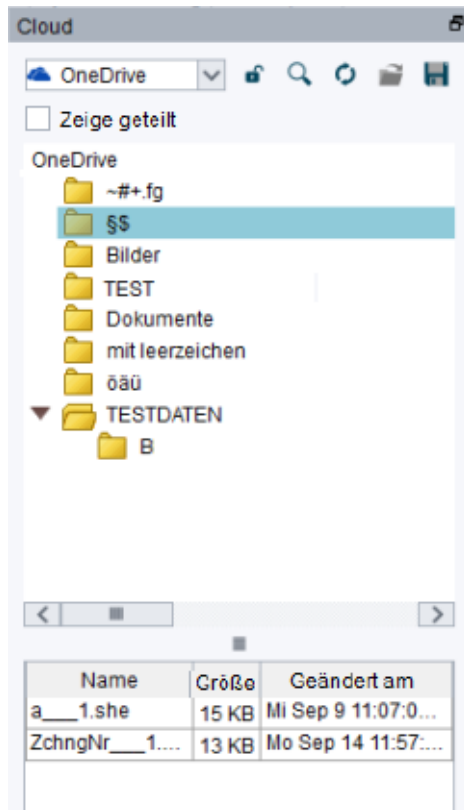 Cloud
OneDrive
Zeige geteilt
OneDrive
~#+.fg
§$
Bilder
TEST
Dokumente
mit leerzeichen
öäü
TESTDATEN
B
Name Größe Geändert am
a___1.she 15 KB Mi Sep 9 11:07:0...
ZchngNr___1.... 13 KB Mo Sep 14 11:57:...